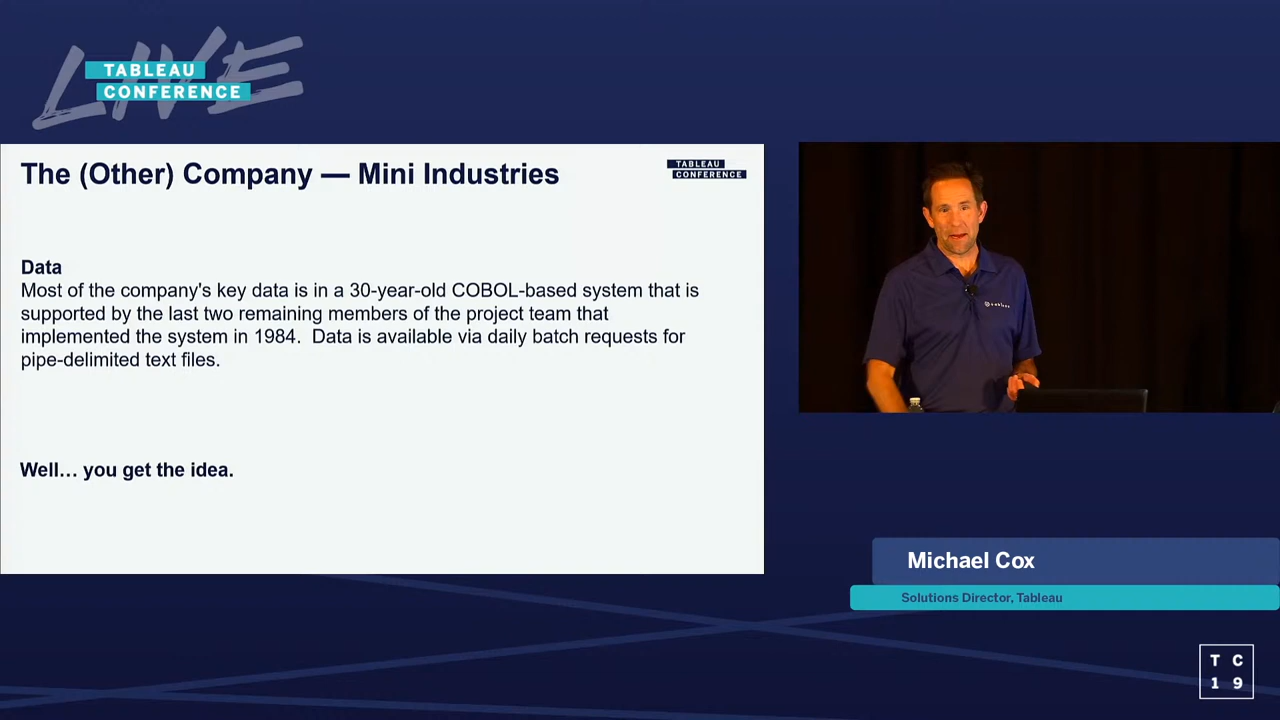 LIVE
TABLEAU
CONFERENCE
The (Other) Company — Mini Industries
TABLEAU
CONFERENCE
Data
Most of the company's key data is in a 30-year-old COBOL-based system that is
supported by the last two remaining members of the project team that
implemented the system in 1984.  Data is available via daily batch requests for
pipe-delimited text files.
Well… you get the idea.
Michael Cox
Solutions Director, Tableau
T C
1 9